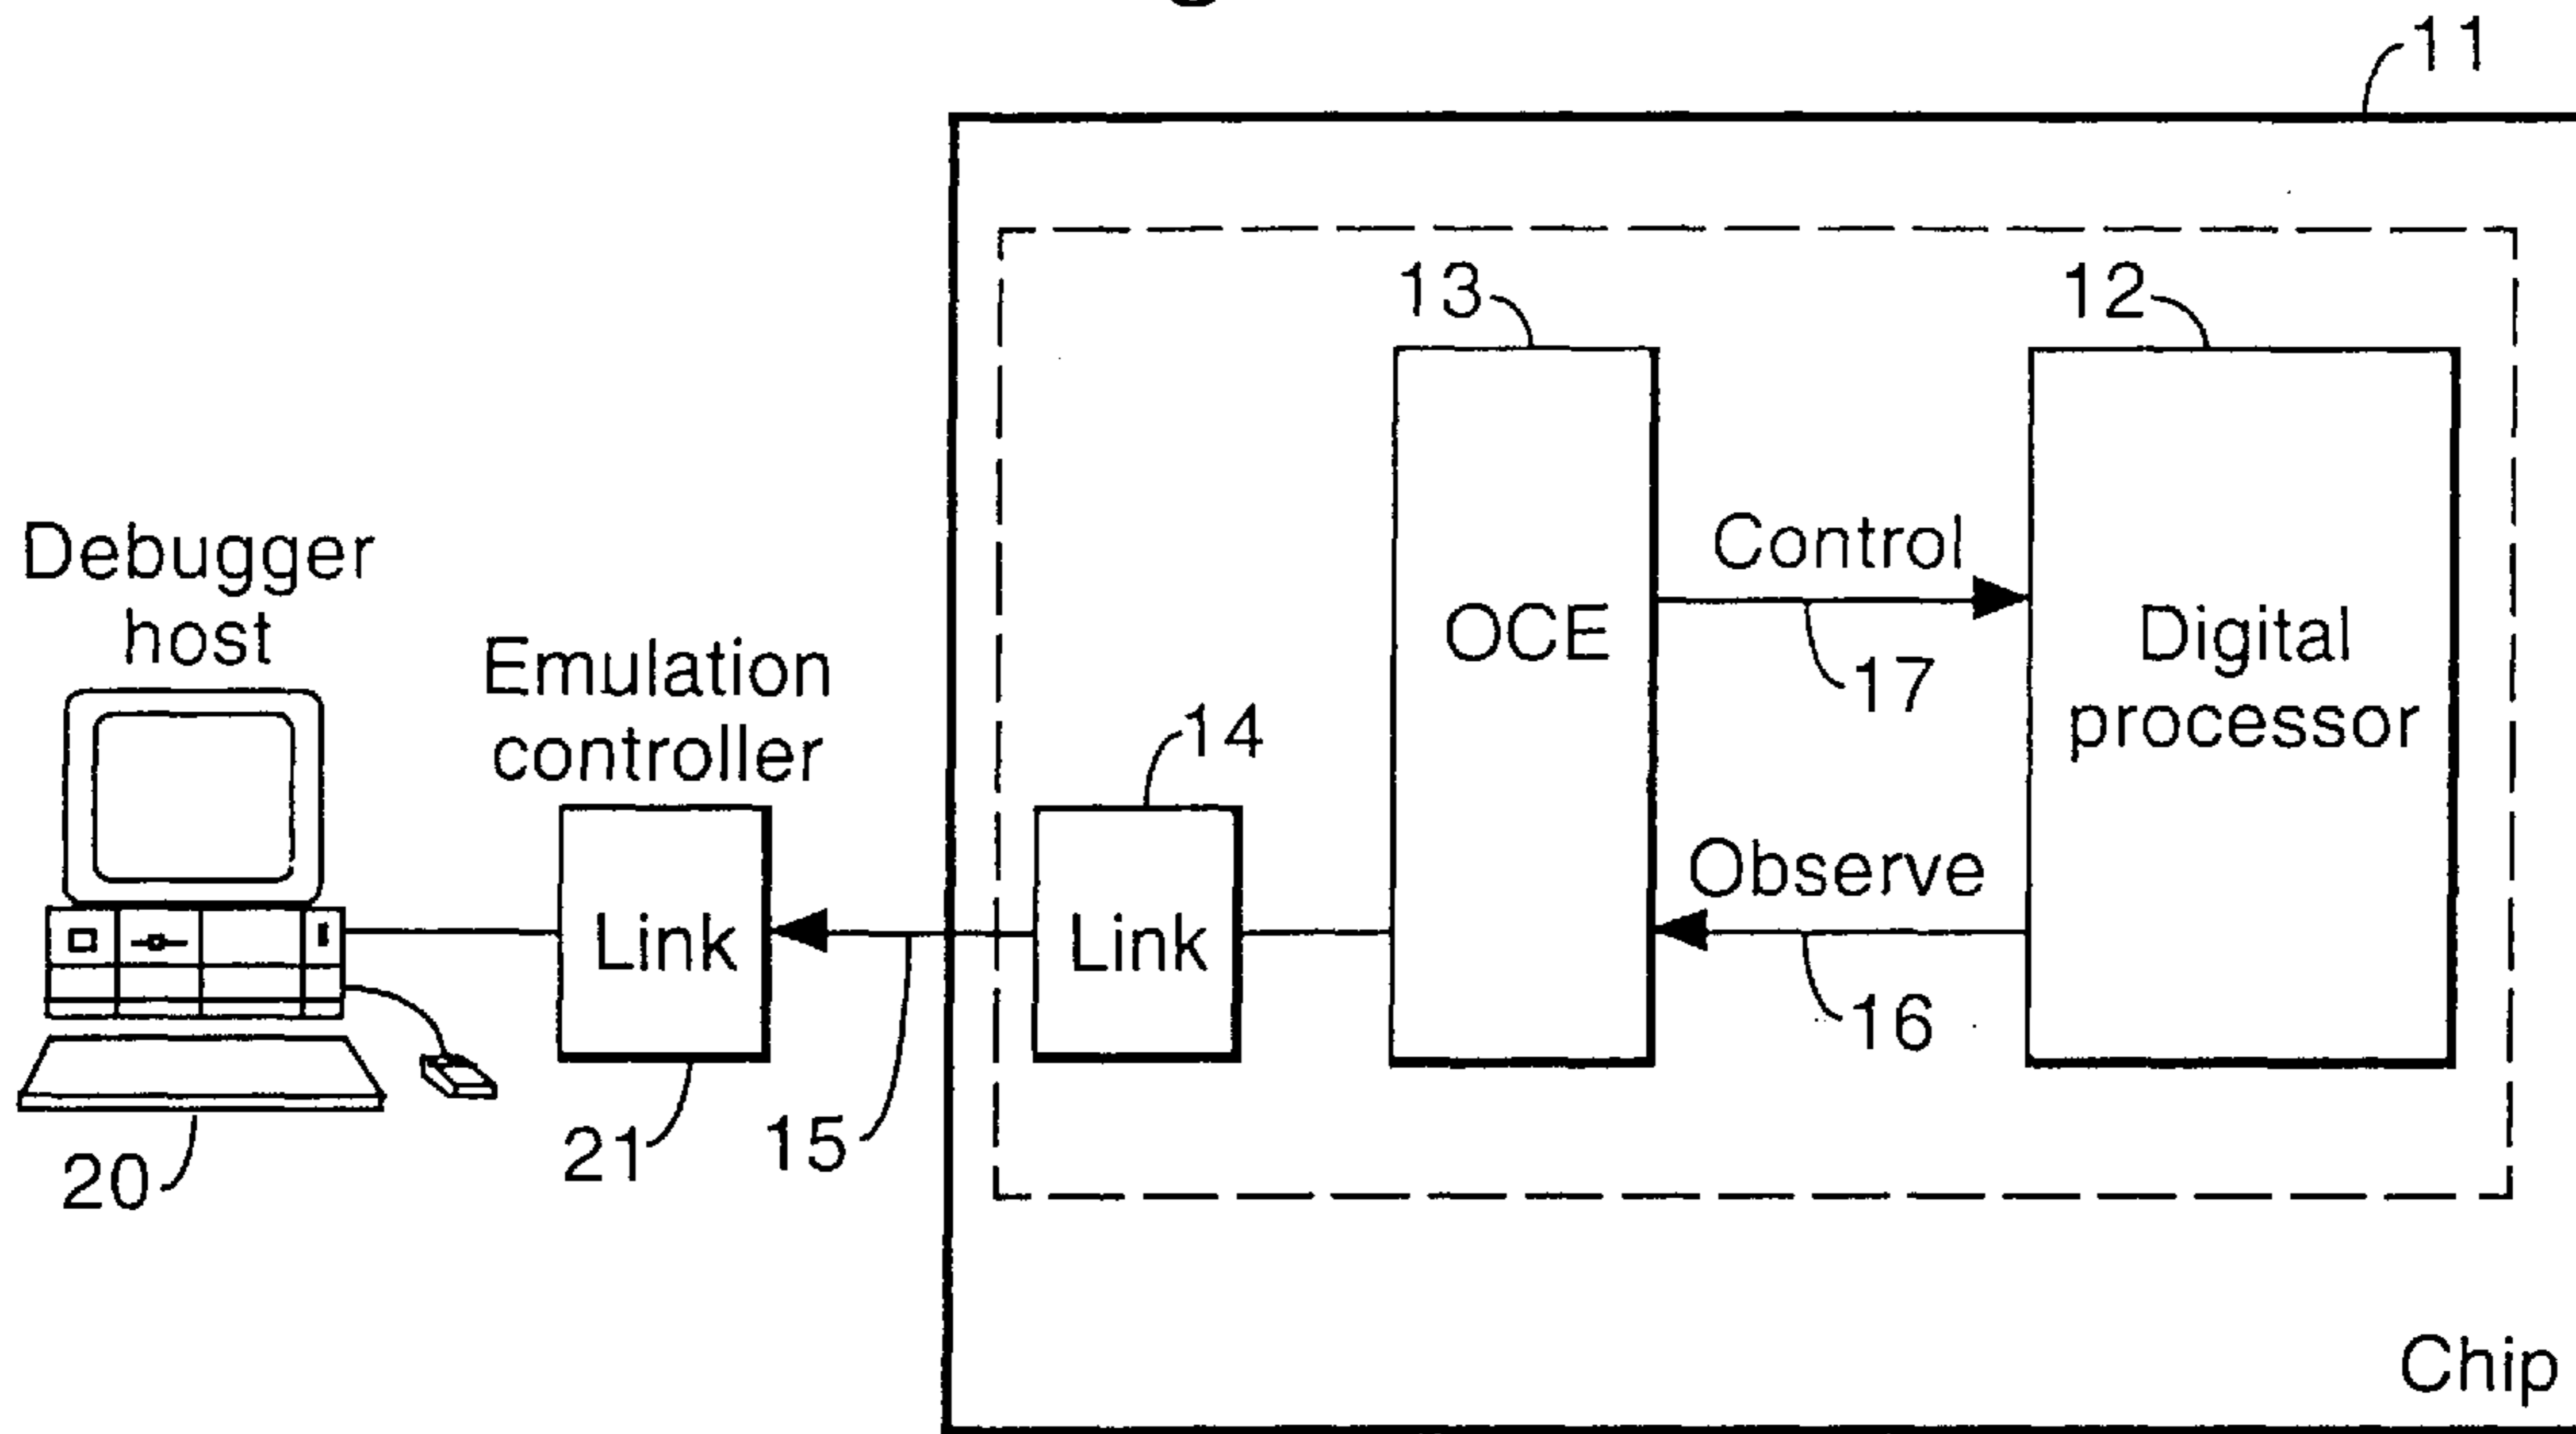 11
13
12
Debugger
host
Control
Emulation
controller
OCE
Digital
processor
17
14
Observe
Link
Link
16
21
15
20
Chip